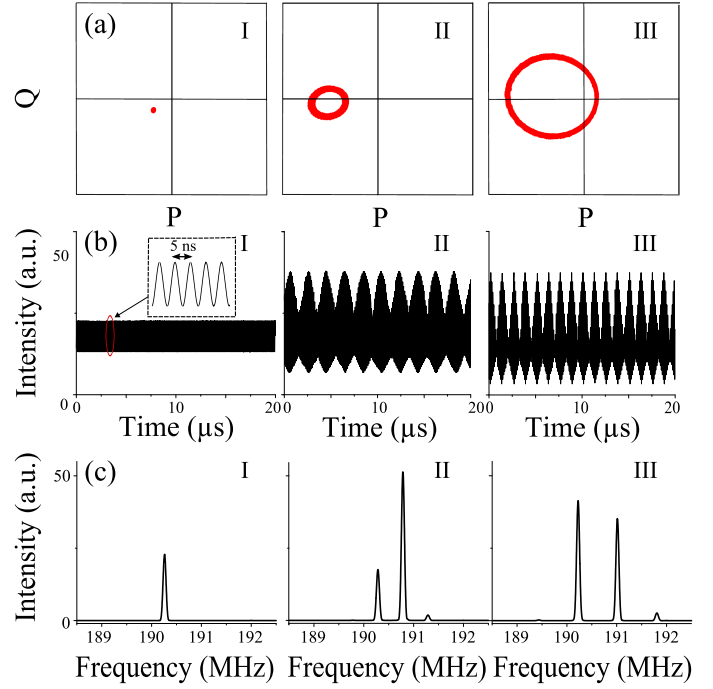 (a) I II III
Q
P P P
(b) I II III
50
5 ns
Intensity (a.u.)
0
0 10 20 0 10 20 0 10 20
Time (µs) Time (µs) Time (µs)
(c) I II III
50
Intensity (a.u.)
0
189 190 191 192 189 190 191 192 189 190 191 192
Frequency (MHz) Frequency (MHz) Frequency (MHz)